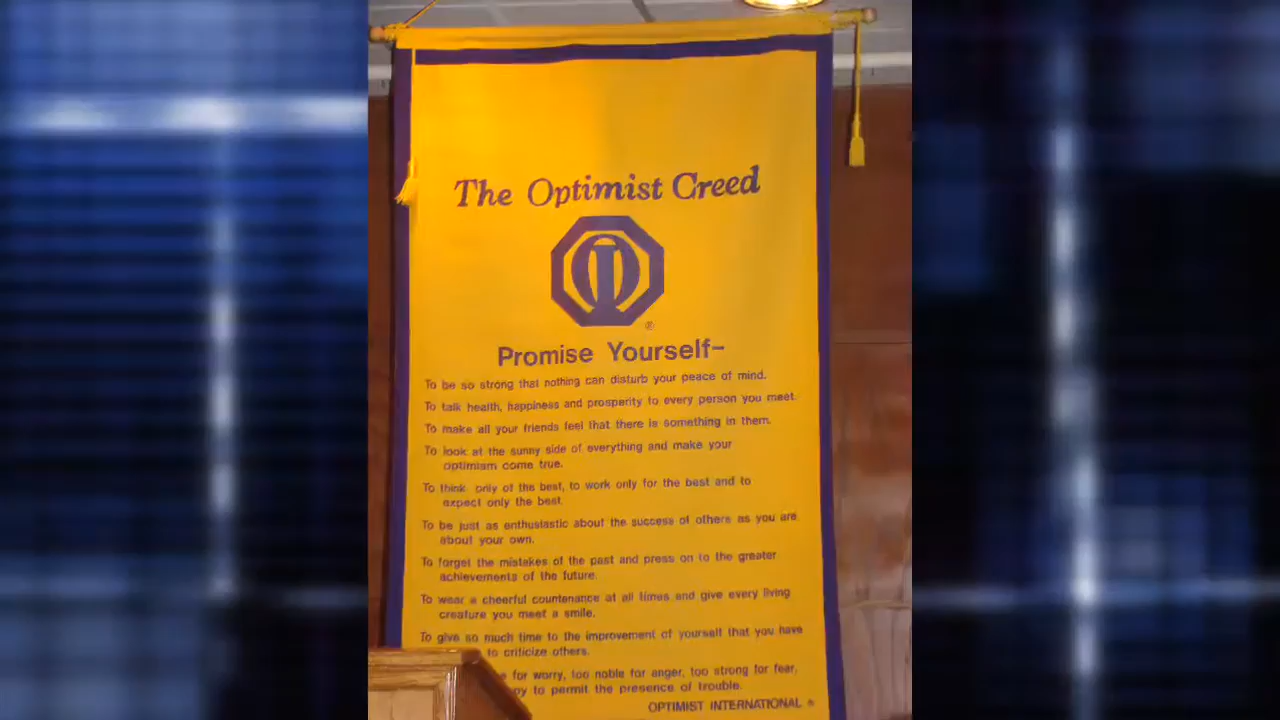 The Optimist Creed
®
Promise Yourself-
To be so strong that nothing can disturb your peace of mind.
To talk health, happiness and prosperity to every person you meet.
To make all your friends feel that there is something in them.
To look at the sunny side of everything and make your
optimism come true.
To think only of the best, to work only for the best and to
expect only the best.
To be just as enthusiastic about the success of others as you are
about your own.
To forget the mistakes of the past and press on to the greater
achievements of the future.
To wear a cheerful countenance at all times and give every living
creature you meet a smile.
To give so much time to the improvement of yourself that you have
to criticize others.
for worry, too noble for anger, too strong for fear,
to permit the presence of trouble.
OPTIMIST INTERNATIONAL ®